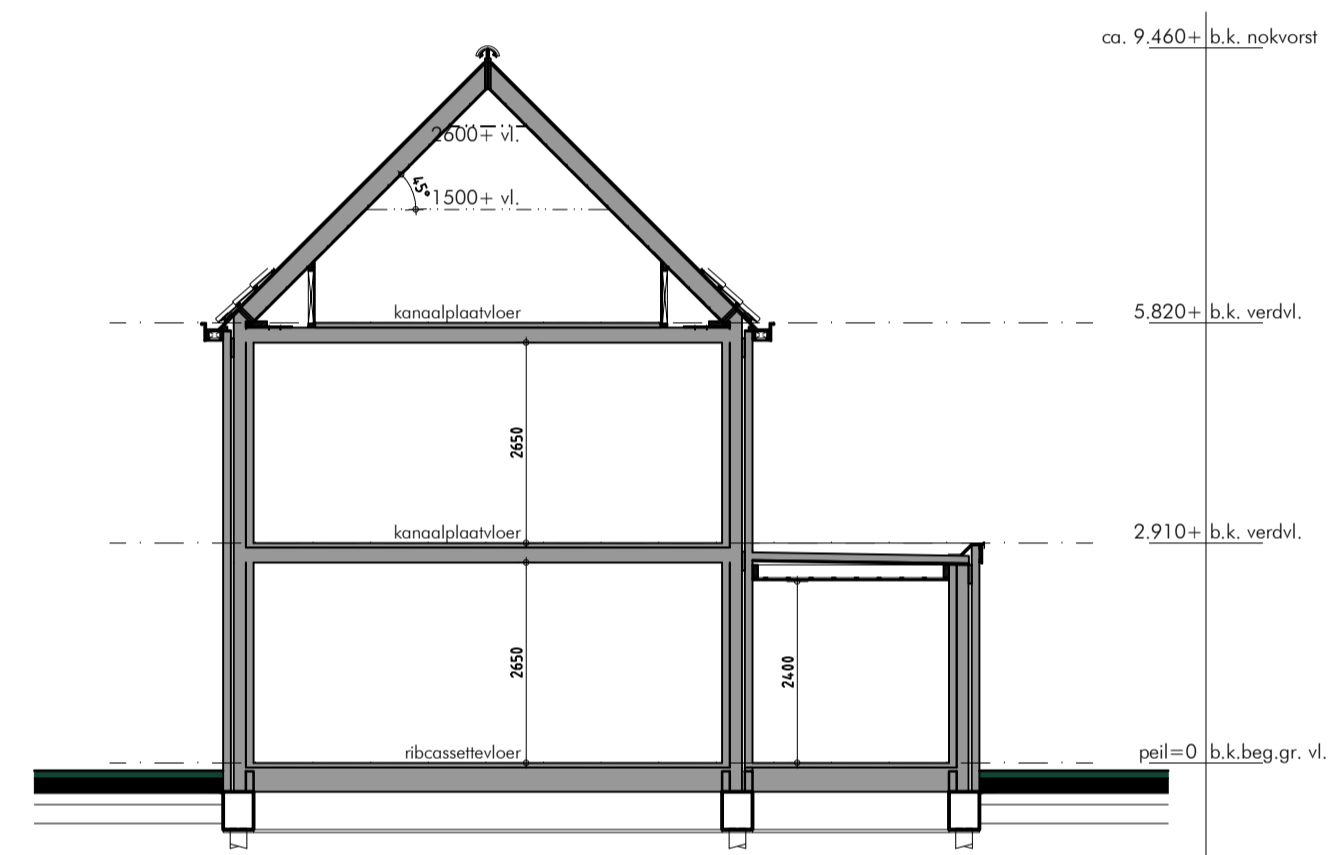 ca. 9.460+ b.k. nokvorst
2600+ vl.
45°
1500+ vl.
kanaalplaatvloer
5.820+ b.k. verdvl.
2650
kanaalplaatvloer
2.910+ b.k. verdvl.
2650
2400
ribcassettevloer
peil=0 b.k.beg.gr. vl.